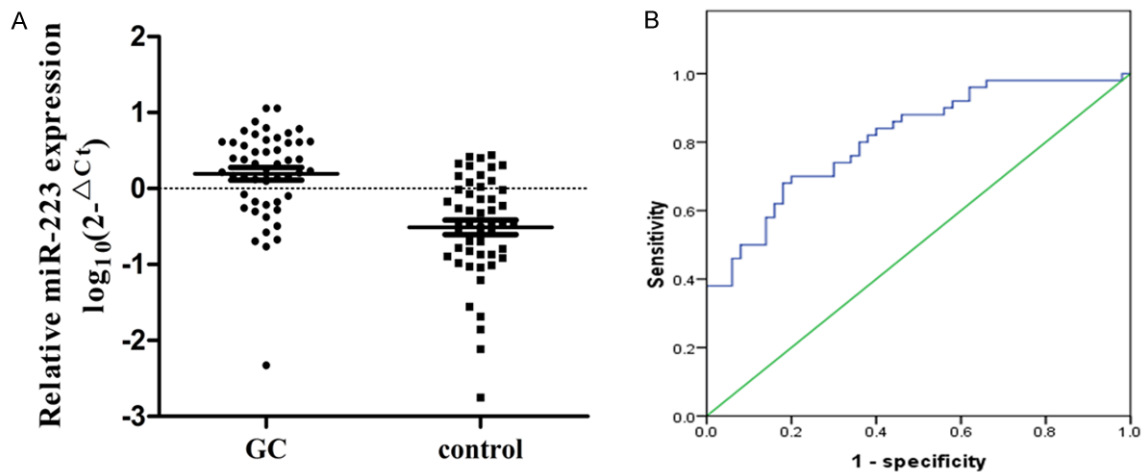 A
Relative miR-223 expression
log₁₀(2-△Ct)
2
1
0
-1
-2
-3
GC control
B
Sensitivity
1.0
0.8
0.6
0.4
0.2
0.0
0.0 0.2 0.4 0.6 0.8 1.0
1 - specificity